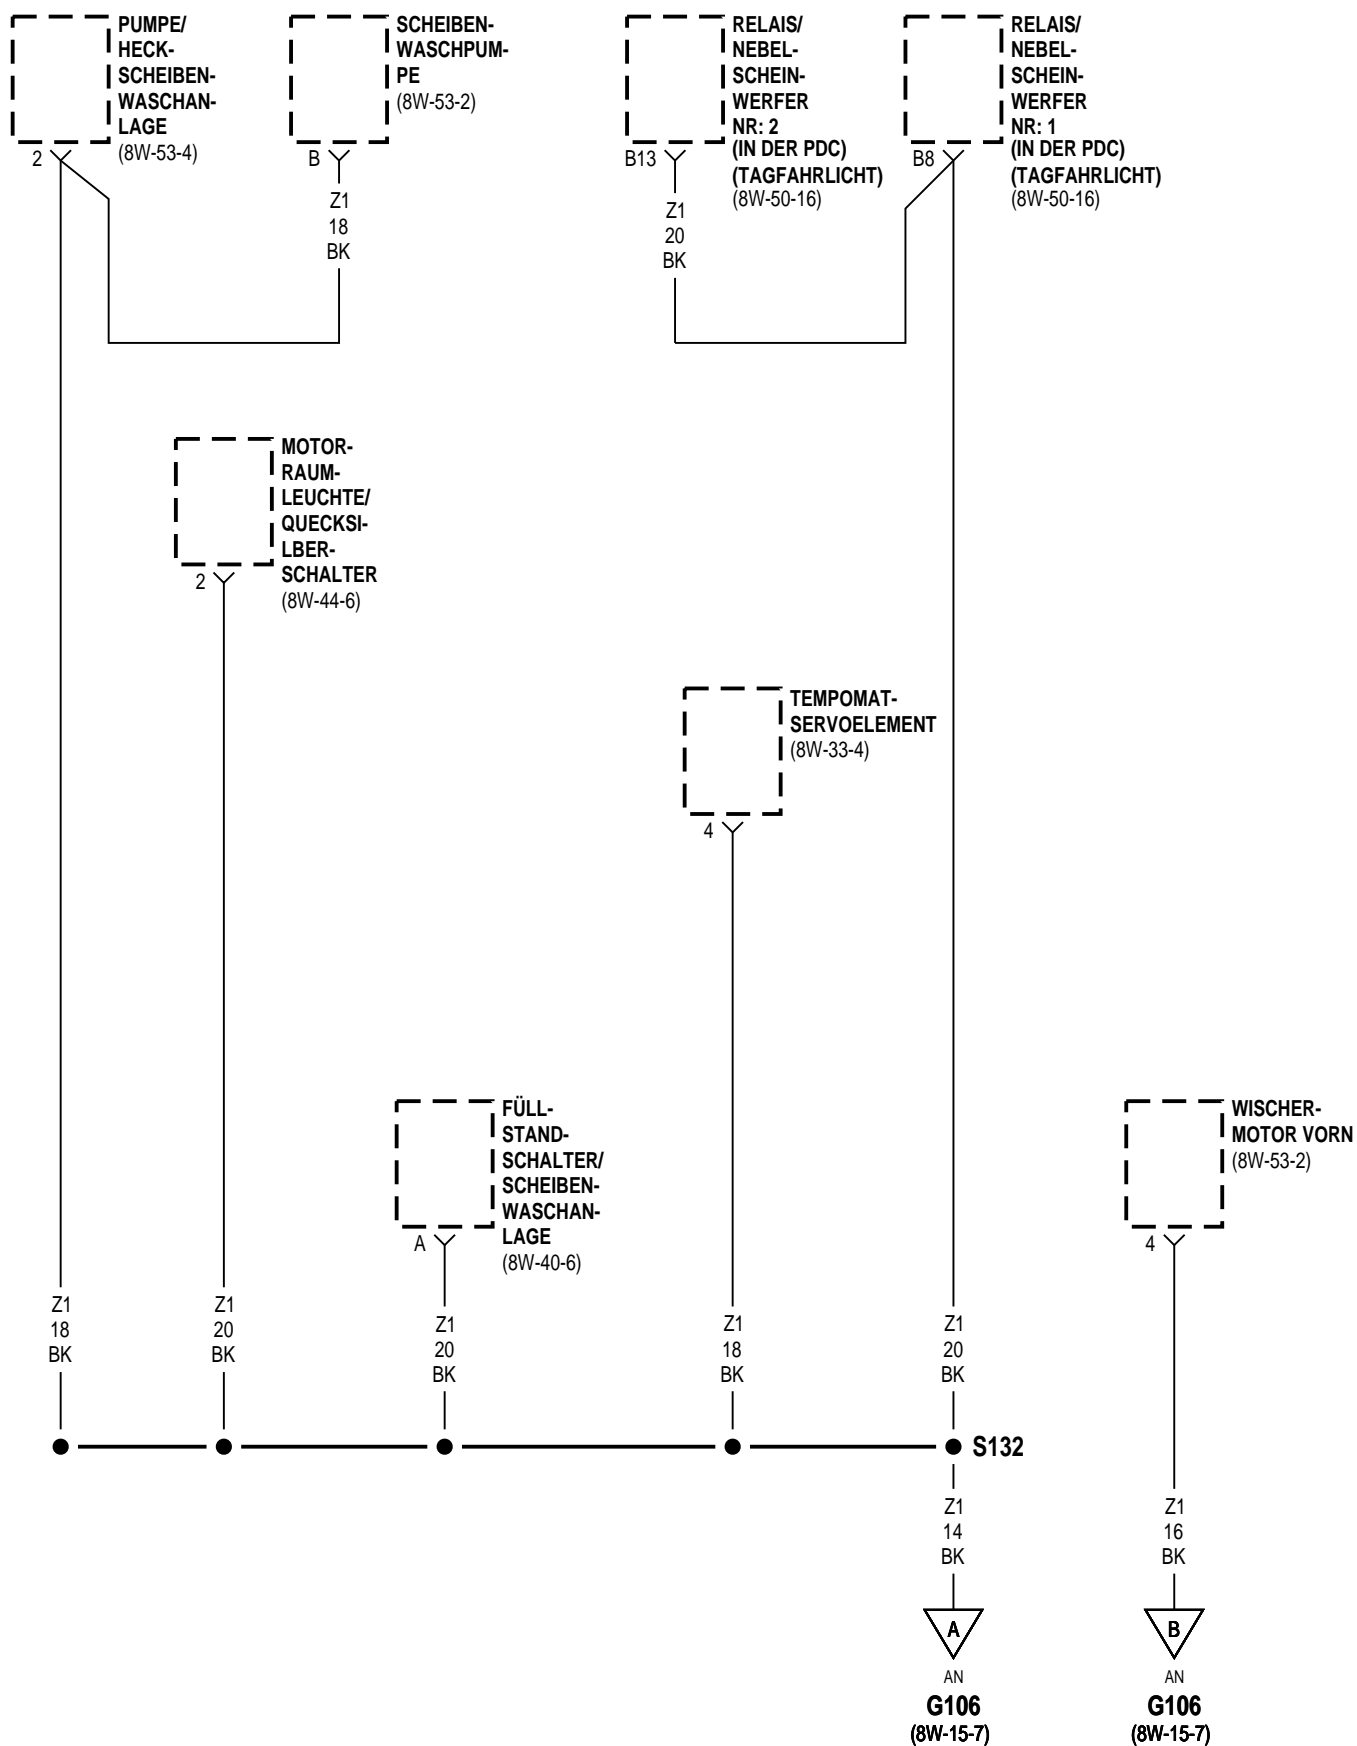 PUMPE/
HECK-
SCHEIBEN-
WASCHAN-
LAGE
(8W-53-4)
2
SCHEIBEN-
WASCHPUM-
PE
(8W-53-2)
B
Z1
18
BK
RELAIS/
NEBEL-
SCHEIN-
WERFER
NR: 2
(IN DER PDC)
(TAGFAHRLICHT)
(8W-50-16)
B13
Z1
20
BK
RELAIS/
NEBEL-
SCHEIN-
WERFER
NR: 1
(IN DER PDC)
(TAGFAHRLICHT)
(8W-50-16)
B8
MOTOR-
RAUM-
LEUCHTE/
QUECKSI-
LBER-
SCHALTER
(8W-44-6)
2
TEMPOMAT-
SERVOELEMENT
(8W-33-4)
4
FÜLL-
STAND-
SCHALTER/
SCHEIBEN-
WASCHAN-
LAGE
(8W-40-6)
A
WISCHER-
MOTOR VORN
(8W-53-2)
4
Z1
18
BK
Z1
20
BK
Z1
20
BK
Z1
18
BK
Z1
20
BK
S132
Z1
14
BK
Z1
16
BK
A
AN
G106
(8W-15-7)
B
AN
G106
(8W-15-7)